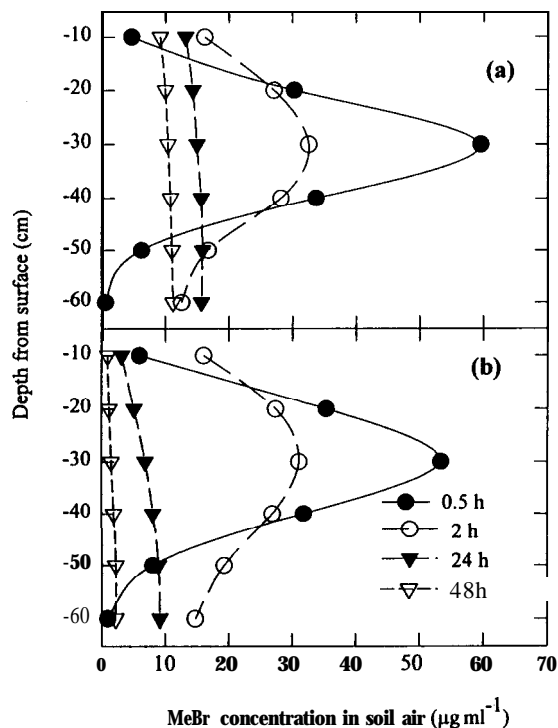 -10
-20
-30
-40
-50
-60
(a)
-10
-20
-30
-40
-50
-60
(b)
0.5 h
2 h
24 h
48h
0 10 20 30 40 50 60 70
Depth from surface (cm)
MeBr concentration in soil air (μg ml⁻¹)